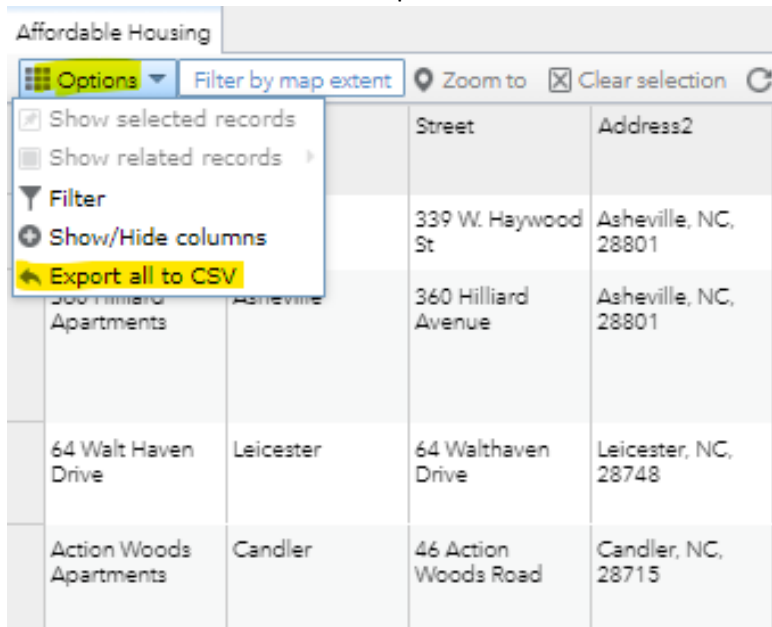 Affordable Housing
Options Filter by map extent Zoom to Clear selection
Show selected records
Show related records
Filter
Show/Hide columns
Export all to CSV
Street Address2
339 W. Haywood Asheville, NC,
St 28801
360 Hilliard Asheville 360 Hilliard Asheville, NC,
Apartments Avenue 28801
64 Walt Haven Leicester 64 Walthaven Leicester, NC,
Drive Drive 28748
Action Woods Candler 46 Action Candler, NC,
Apartments Woods Road 28715